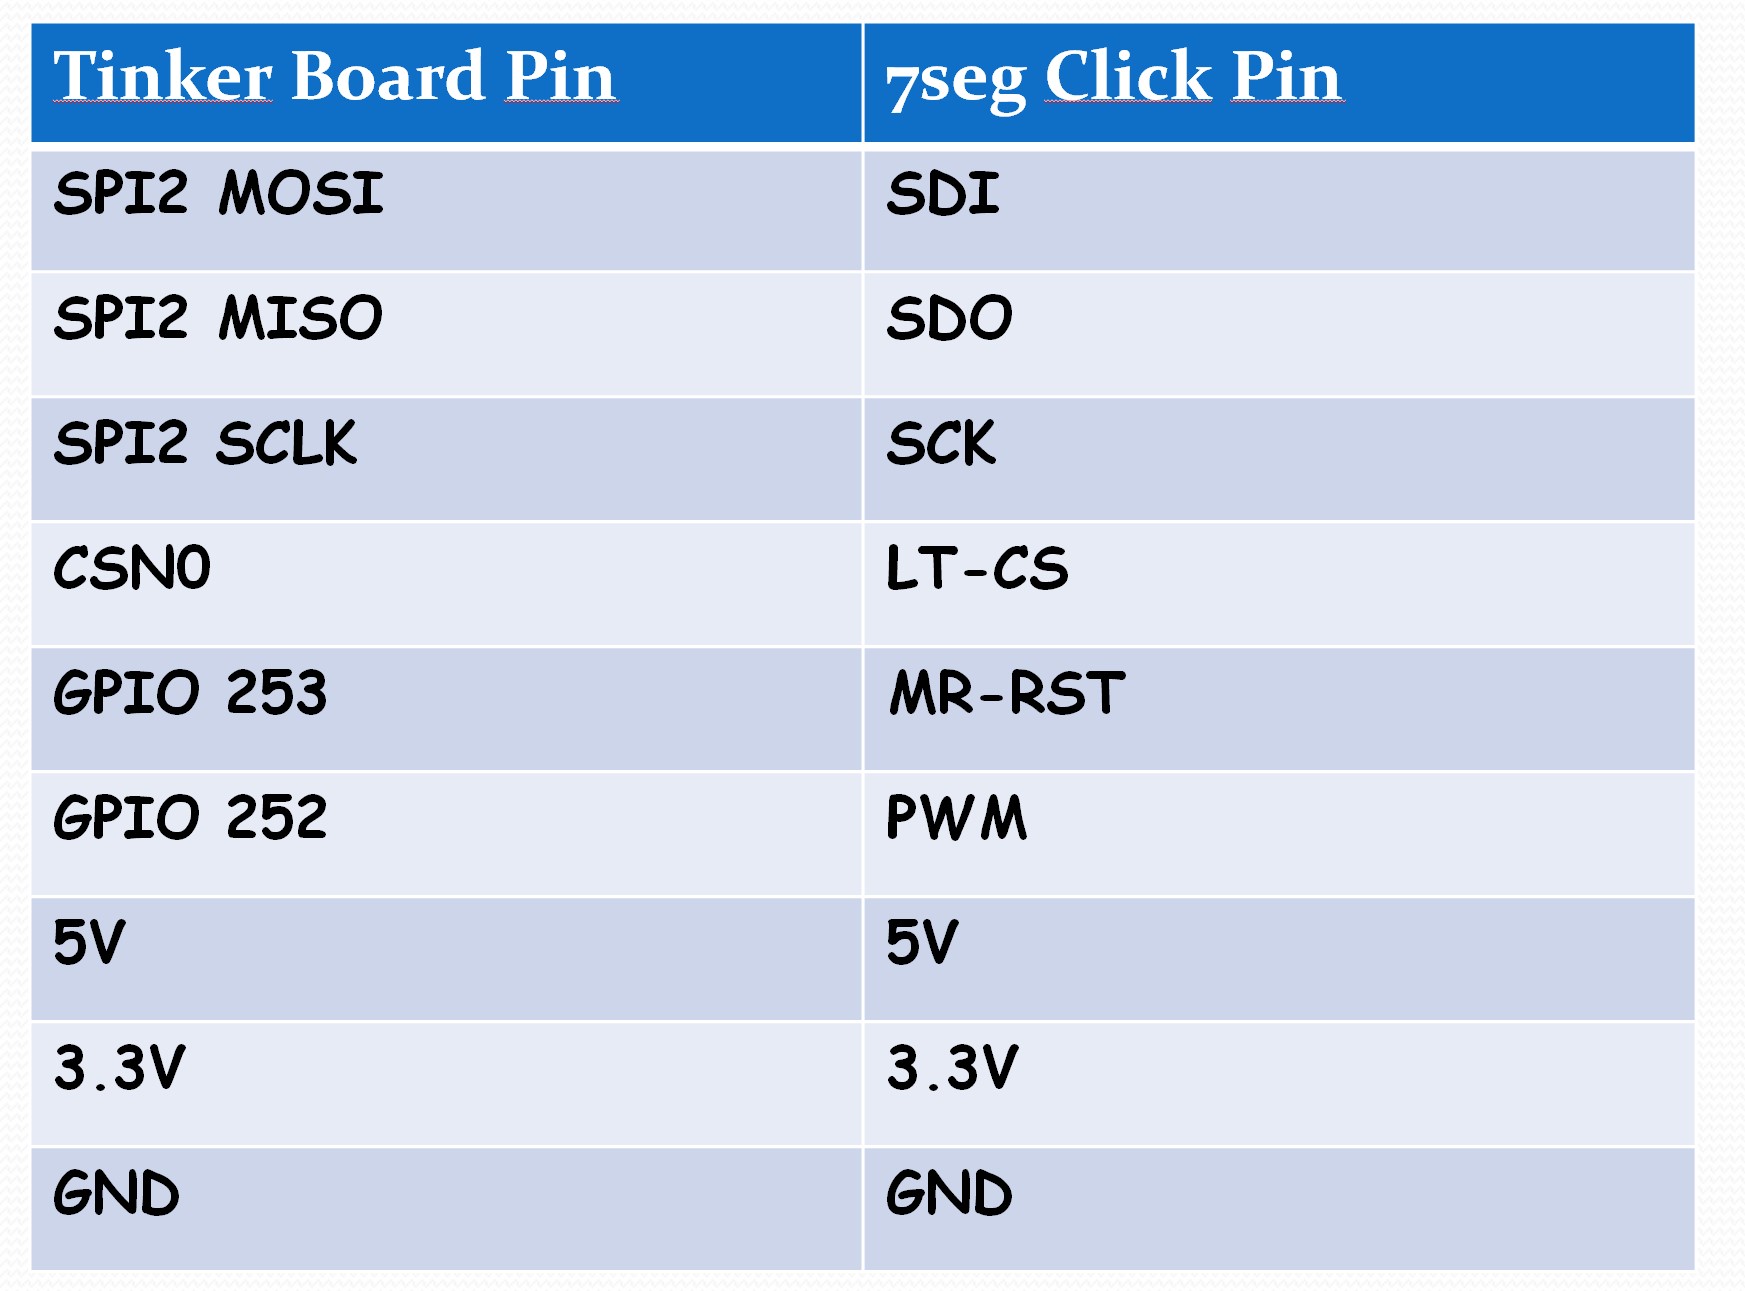 Tinker Board Pin
7seg Click Pin
SPI2 MOSI
SDI
SPI2 MISO
SDO
SPI2 SCLK
SCK
CSN0
LT-CS
GPIO 253
MR-RST
GPIO 252
PWM
5V
5V
3.3V
3.3V
GND
GND